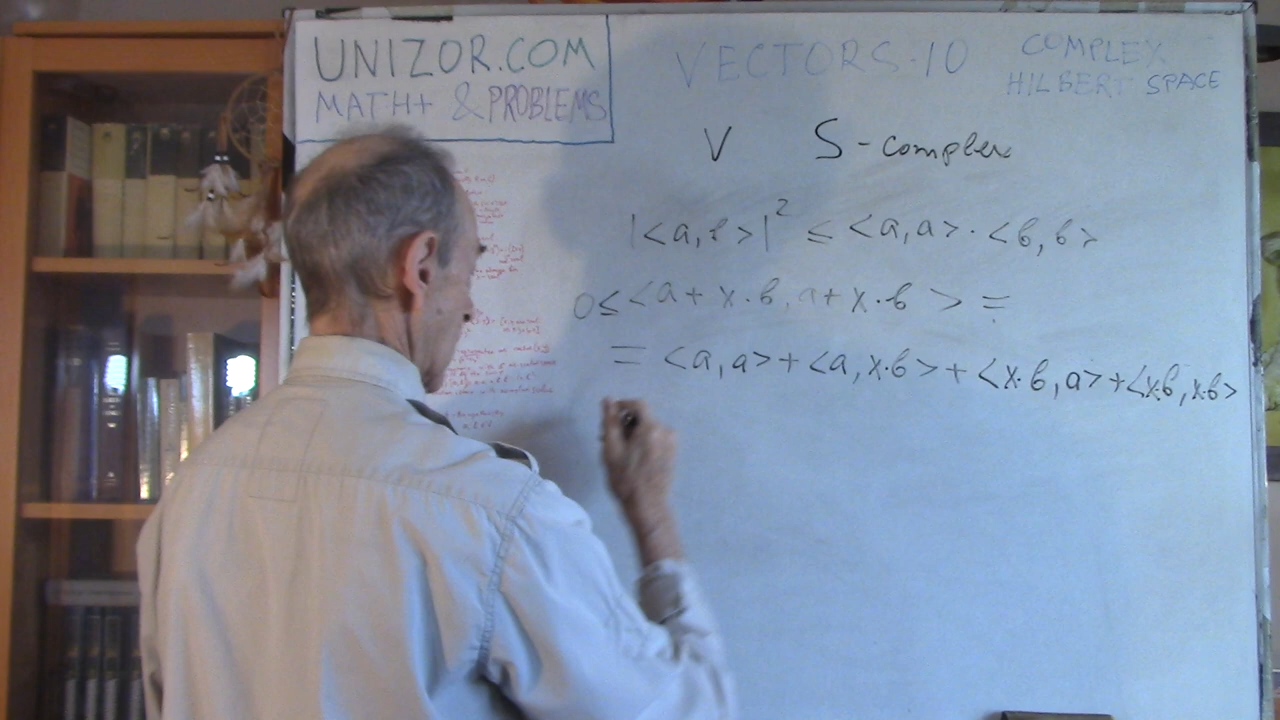 UNIZOR.COM
MATH+ & PROBLEMS
VECTORS·10
COMPLEX
HILBERT SPACE
V S-complex
|<a,b>|² ≤ <a,a>·<b,b>
0≤<a+x·b,a+x·b>=
=<a,a>+<a,x·b>+<x·b,a>+<x·b,x·b>